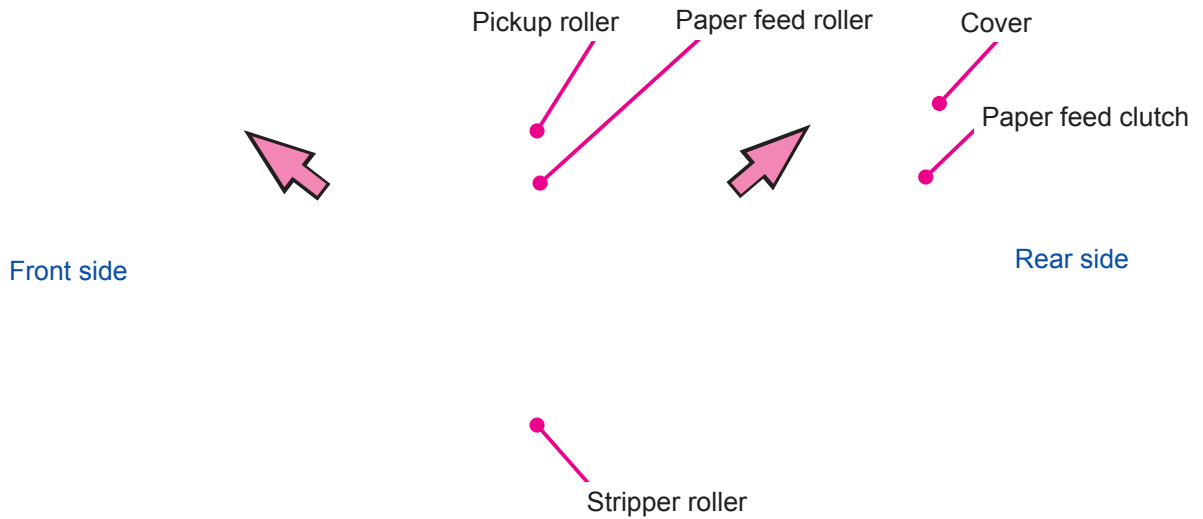 Pickup roller
Paper feed roller
Cover
Paper feed clutch
Front side
Rear side
Stripper roller